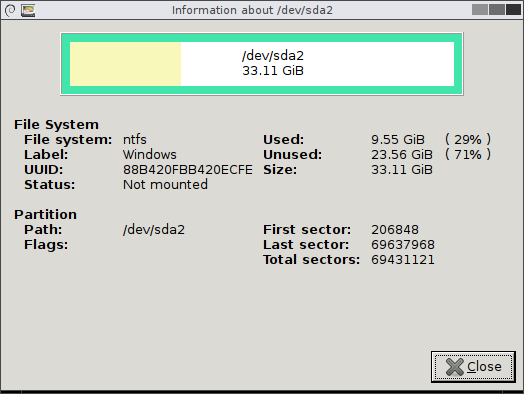 Information about /dev/sda2
/dev/sda2
33.11 GiB
File System
File system: ntfs Used: 9.55 GiB ( 29% )
Label: Windows Unused: 23.56 GiB ( 71% )
UUID: 88B420FBB420ECFE Size: 33.11 GiB
Status: Not mounted
Partition
Path: /dev/sda2 First sector: 206848
Flags: Last sector: 69637968
Total sectors: 69431121
Close